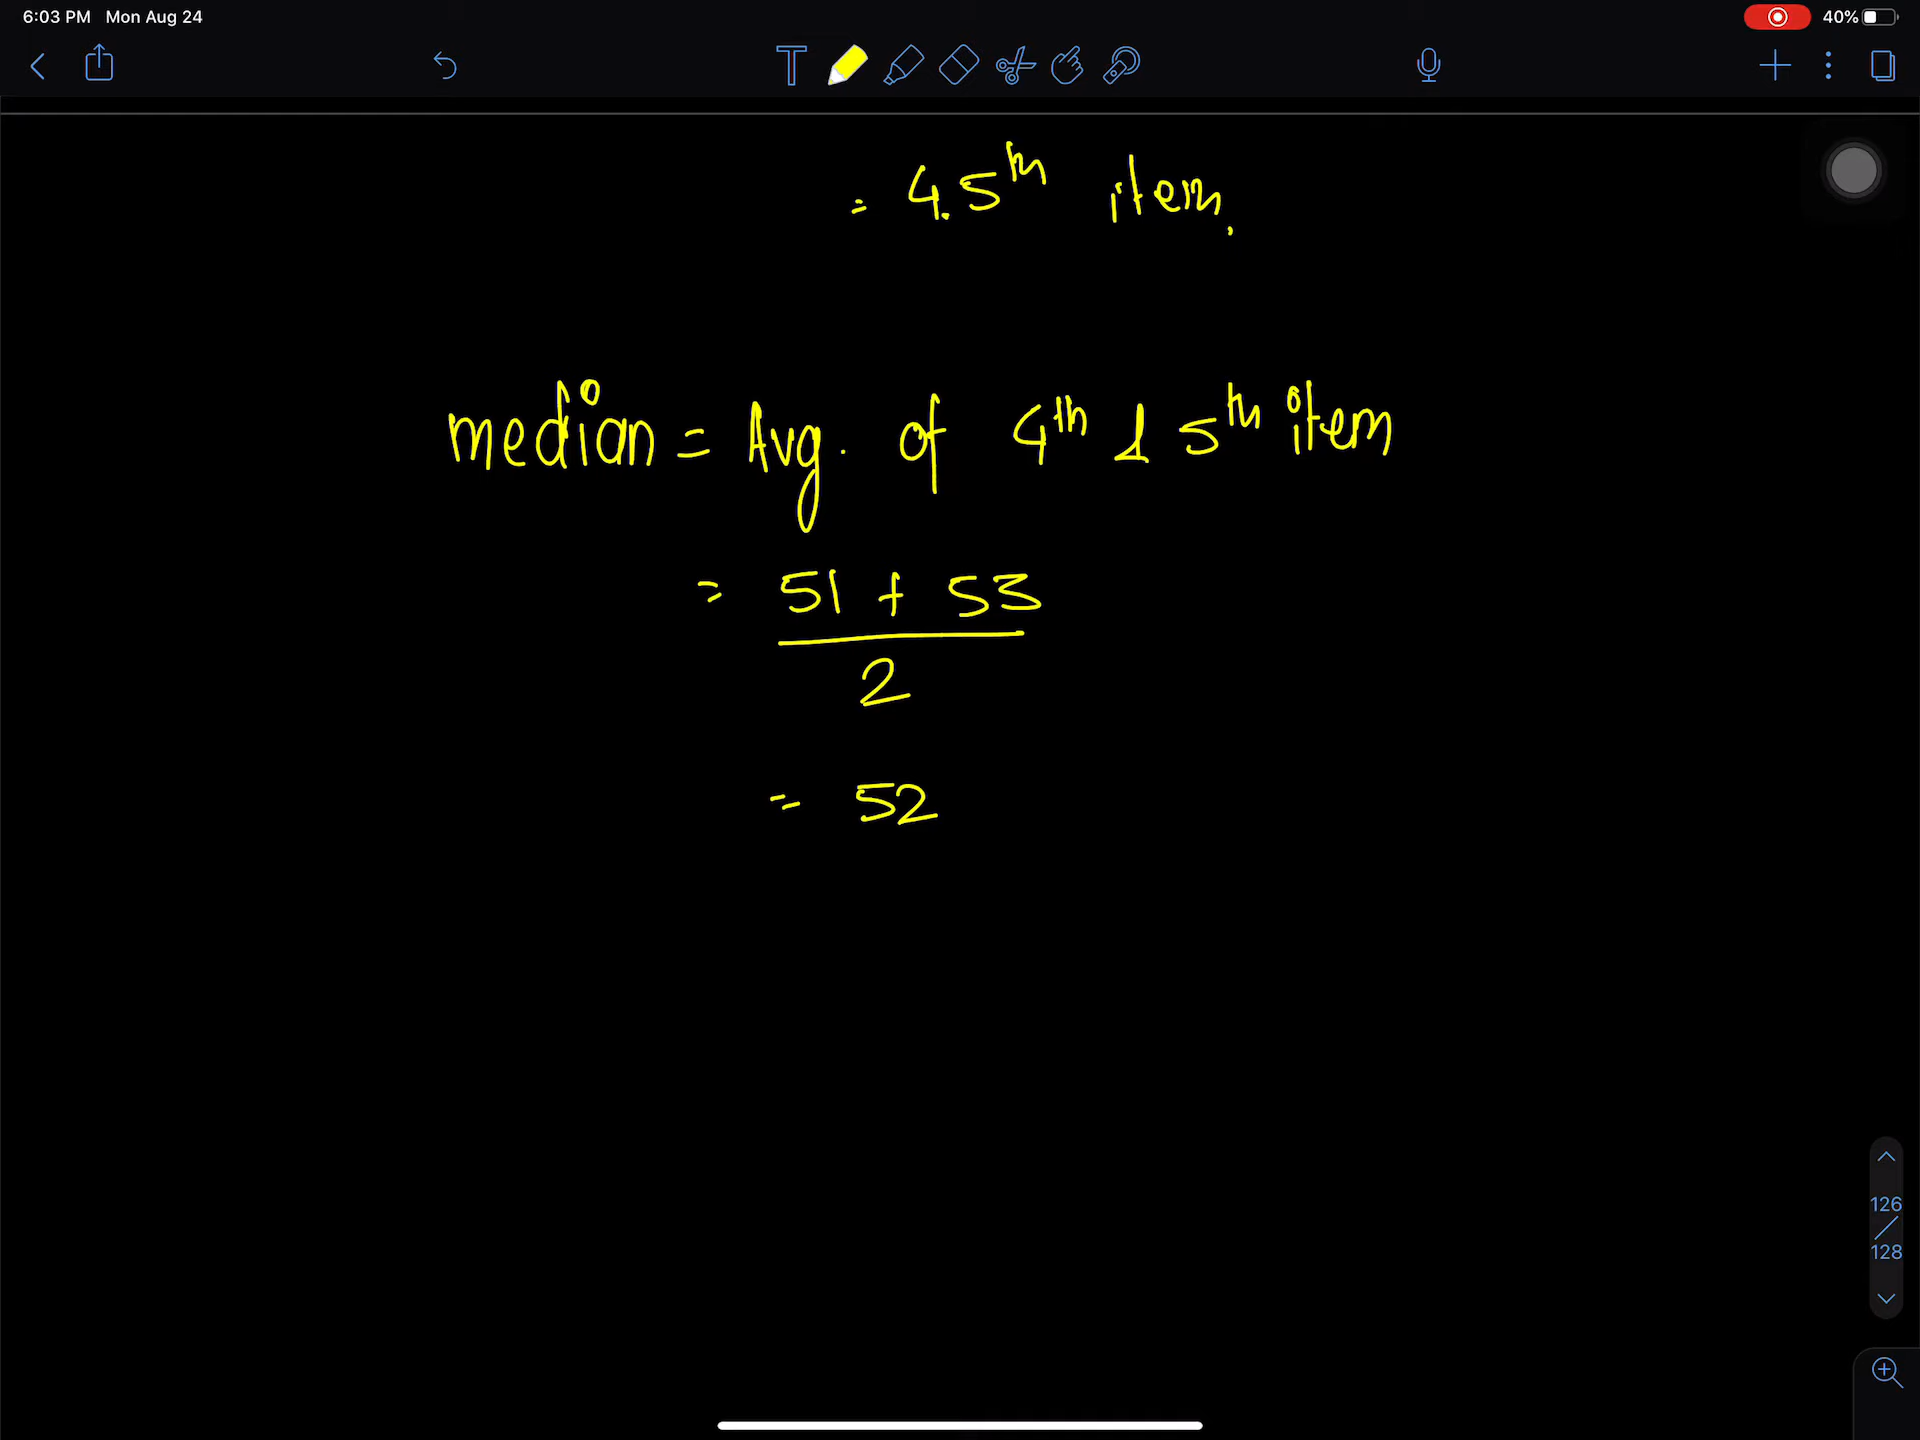 6:03 PM Mon Aug 24 40%
= 4.5th item.
median = Avg. of 4th & 5th item
= 51 + 53
2
= 52
126
128